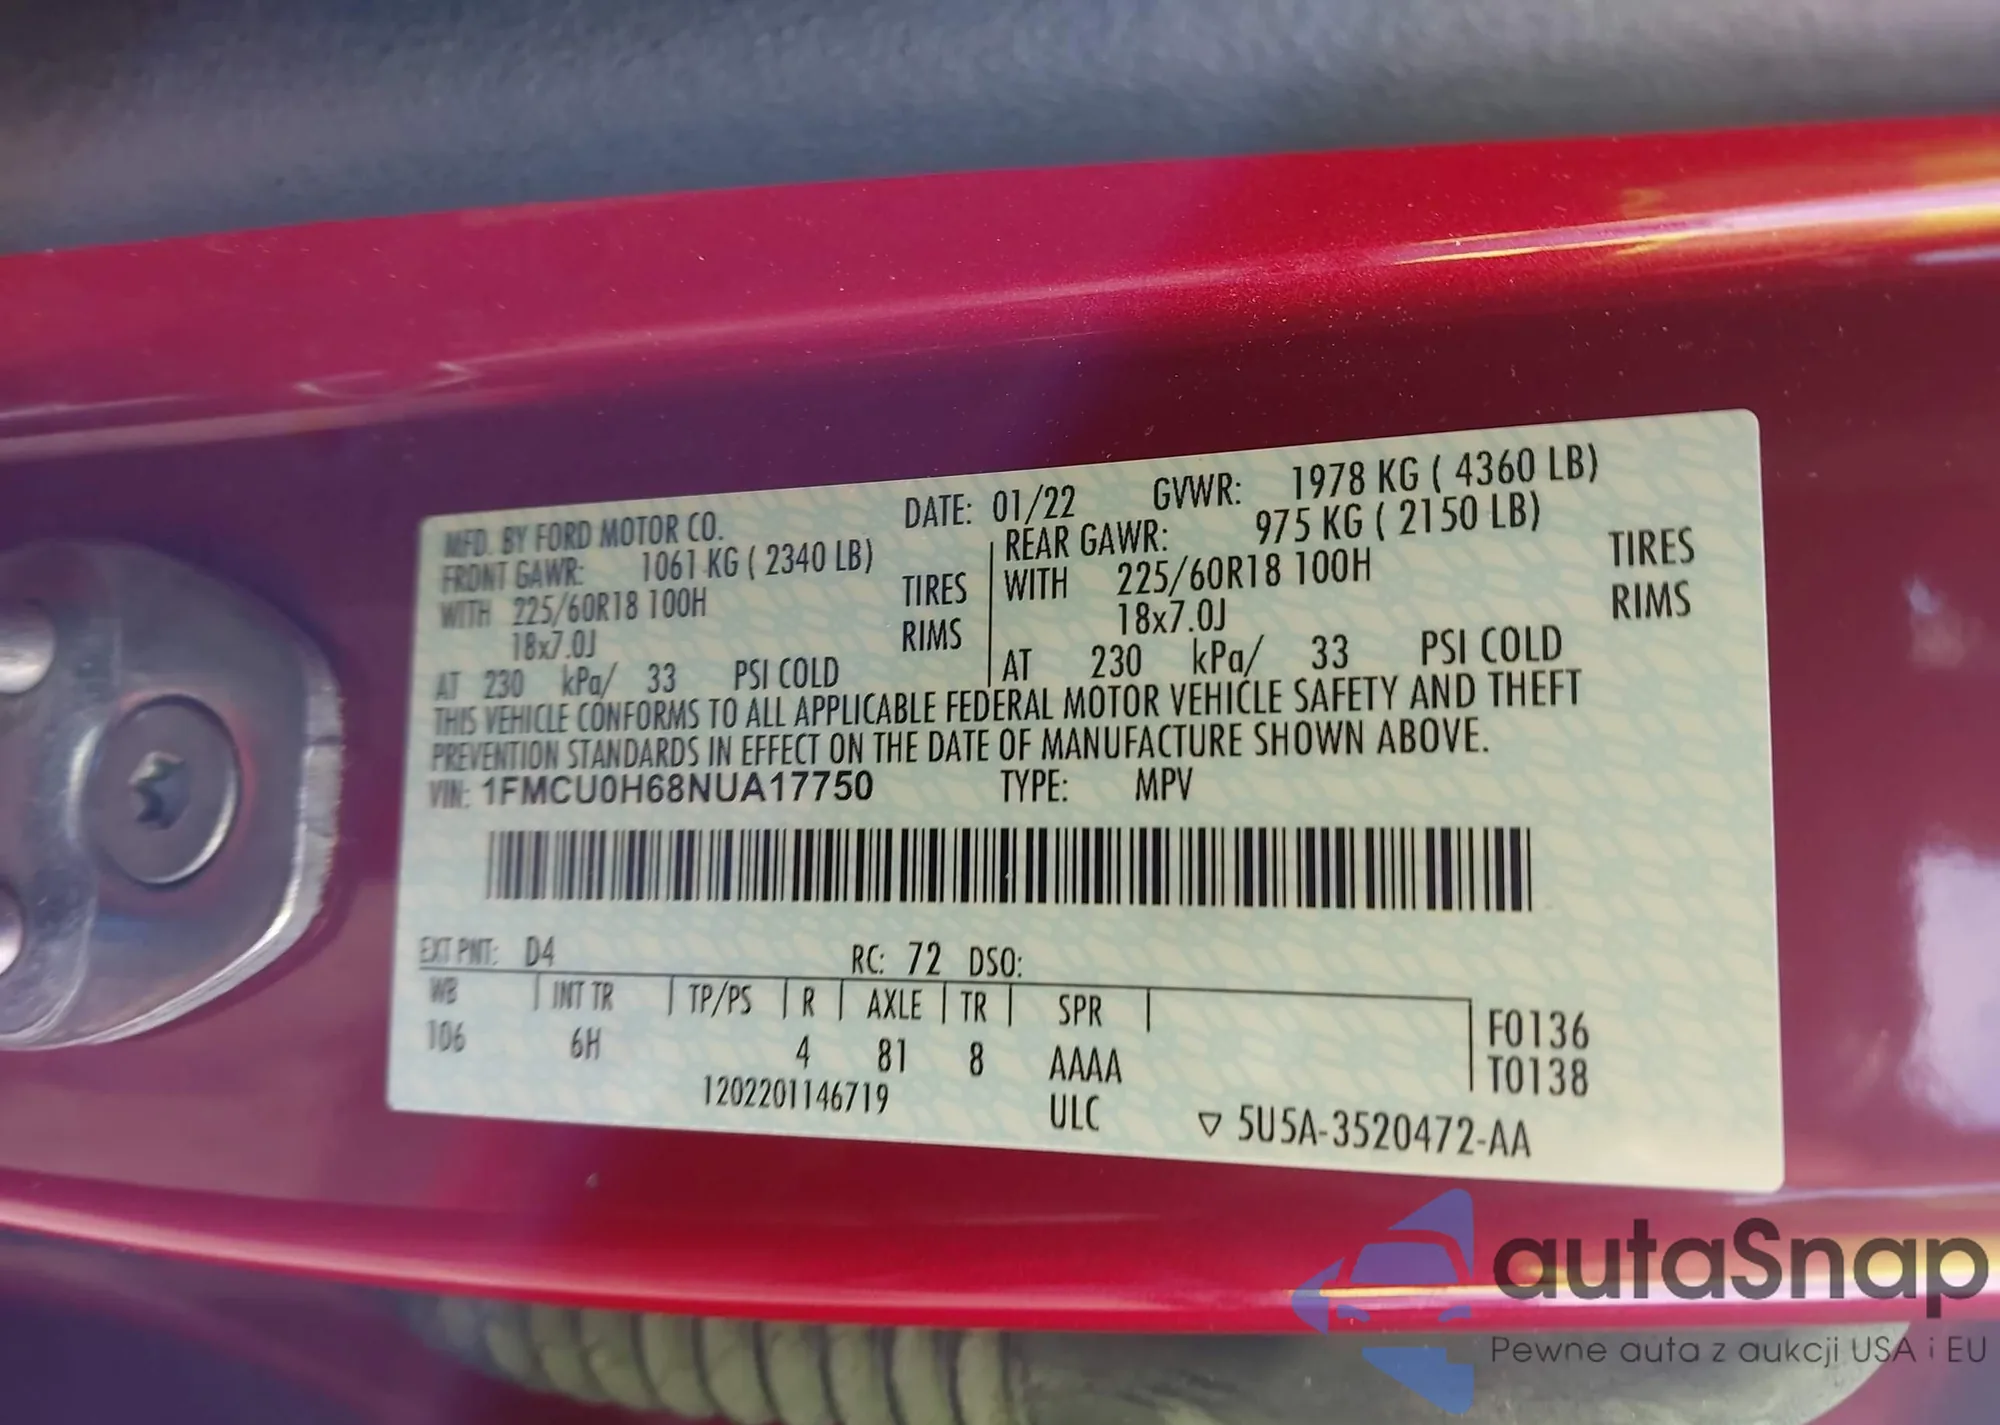 MFD. BY FORD MOTOR CO. DATE: 01/22 GVWR: 1978 KG ( 4360 LB)
FRONT GAWR: 1061 KG ( 2340 LB) REAR GAWR: 975 KG ( 2150 LB)
WITH 225/60R18 100H TIRES WITH 225/60R18 100H TIRES
18x7.0J RIMS 18x7.0J RIMS
AT 230 kPa/ 33 PSI COLD AT 230 kPa/ 33 PSI COLD
THIS VEHICLE CONFORMS TO ALL APPLICABLE FEDERAL MOTOR VEHICLE SAFETY AND THEFT
PREVENTION STANDARDS IN EFFECT ON THE DATE OF MANUFACTURE SHOWN ABOVE.
VIN: 1FMCU0H68NUA17750 TYPE: MPV
EXT PNT: D4 RC: 72 DSO:
WB INT TR TP/PS R AXLE TR SPR
106 6H 4 81 8 AAAA
F0136
T0138
1202201146719 ULC ▽ 5U5A-3520472-AA
autaSnap
Pewne auta z aukcji USA i EU